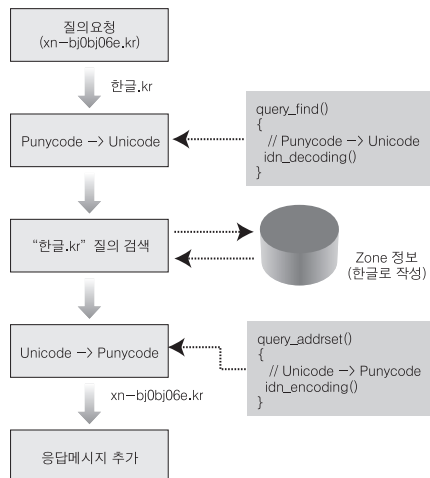 질의요청
(xn-bj0bj06e.kr)
한글.kr
Punycode -> Unicode
query_find()
{
// Punycode -> Unicode
idn_decoding()
}
"한글.kr" 질의 검색
Zone 정보
(한글로 작성)
Unicode -> Punycode
query_addrset()
{
// Unicode -> Punycode
idn_encoding()
}
xn-bj0bj06e.kr
응답메시지 추가